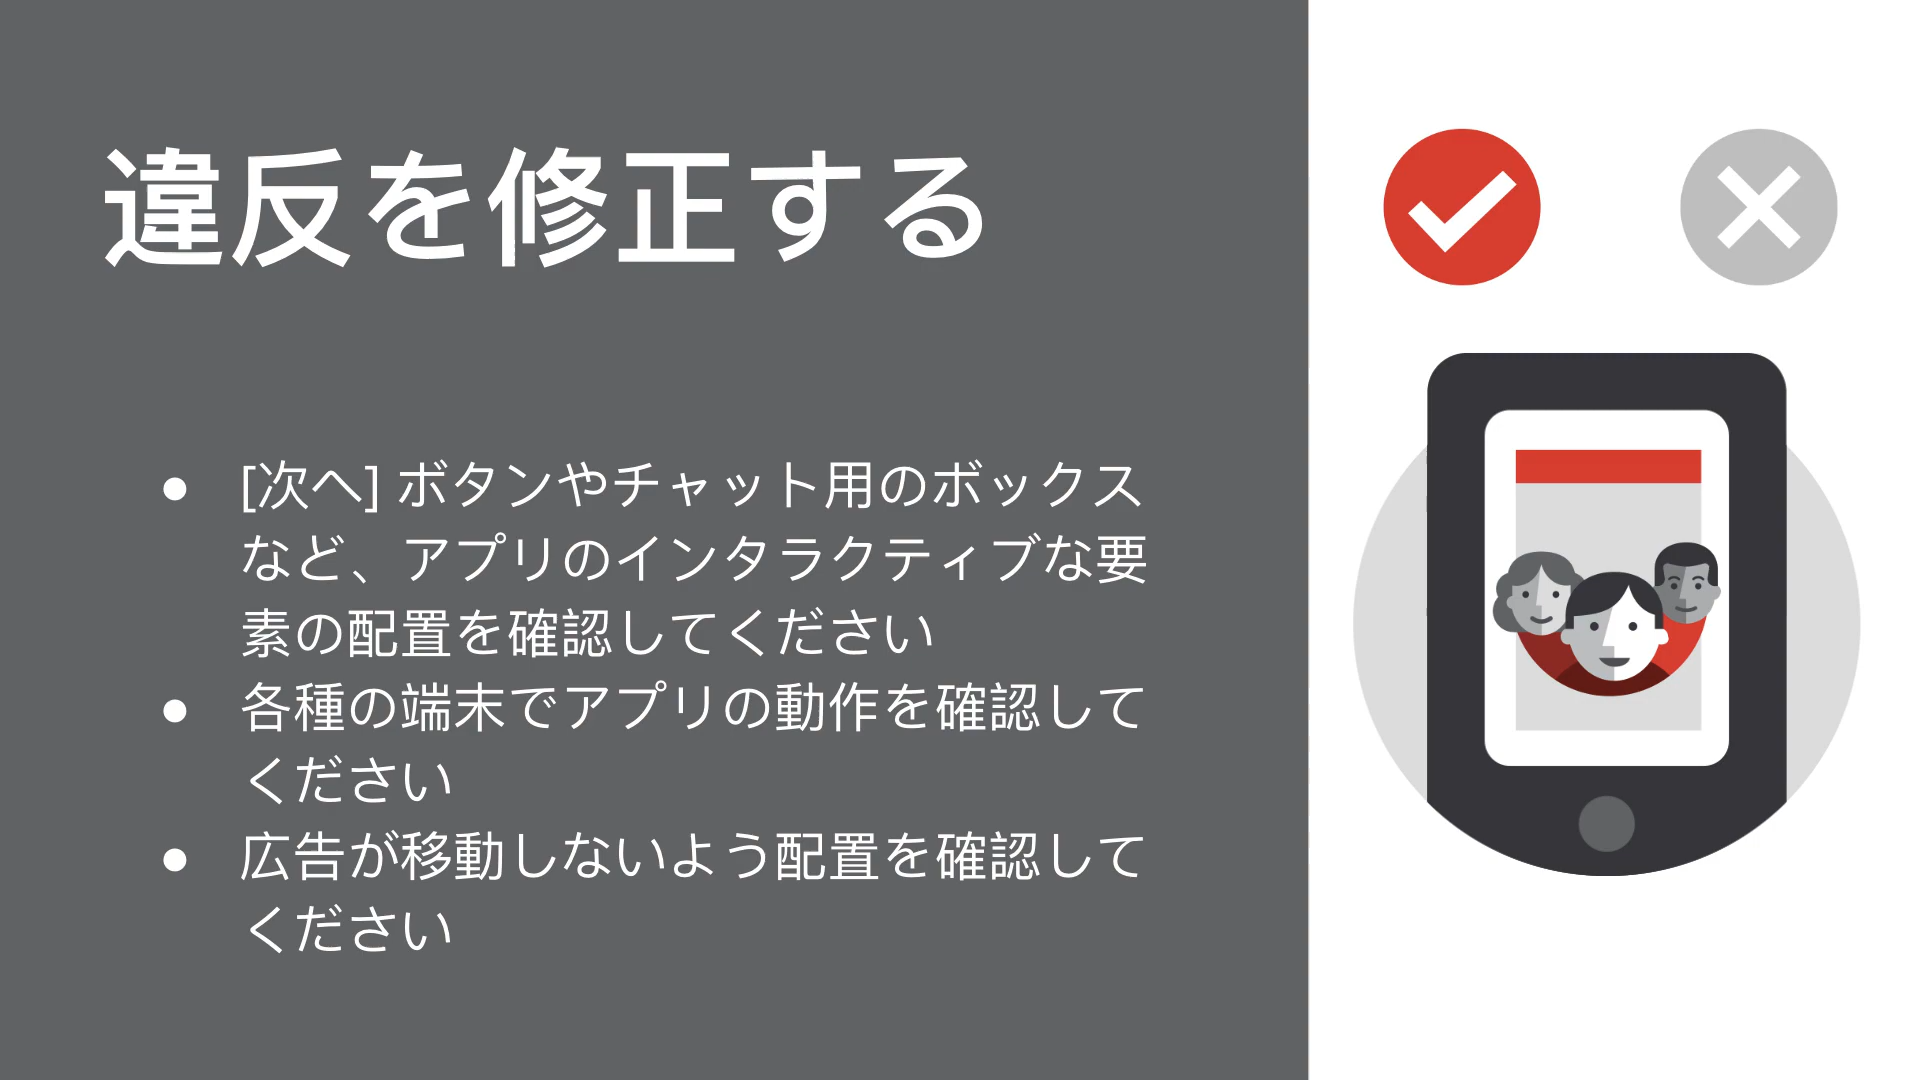 違反を修正する
● [次へ] ボタンやチャット用のボックス
など、アプリのインタラクティブな要
素の配置を確認してください
● 各種の端末でアプリの動作を確認して
ください
● 広告が移動しないよう配置を確認して
ください